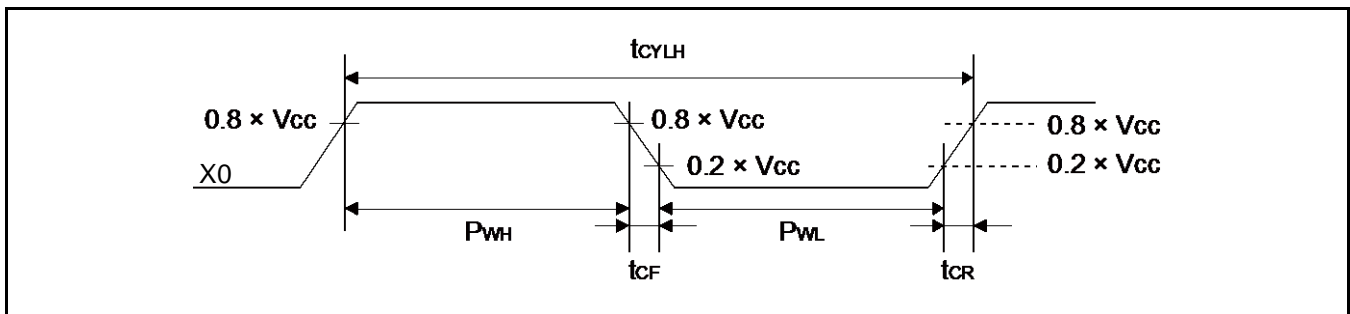 tCYLH
0.8 × VCC
0.8 × VCC
0.8 × VCC
0.2 × VCC
0.2 × VCC
X0
PWH
PWL
tCF
tCR